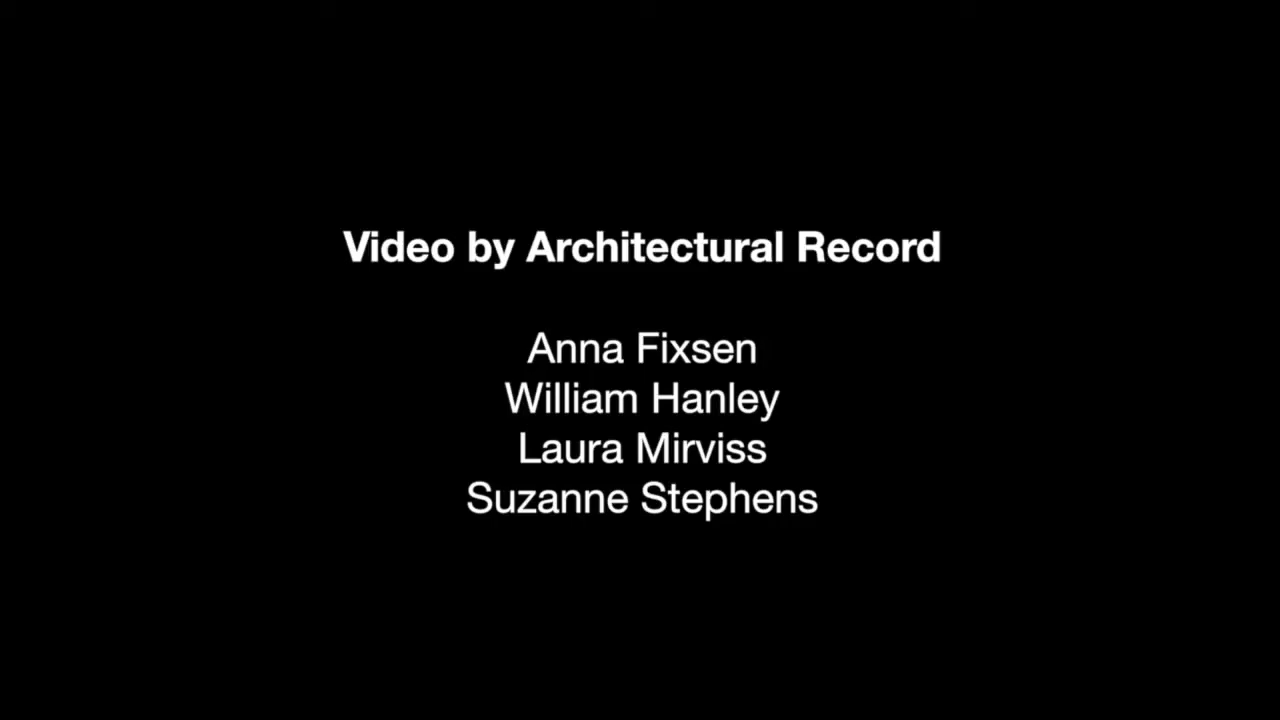 Video by Architectural Record
Anna Fixsen
William Hanley
Laura Mirviss
Suzanne Stephens